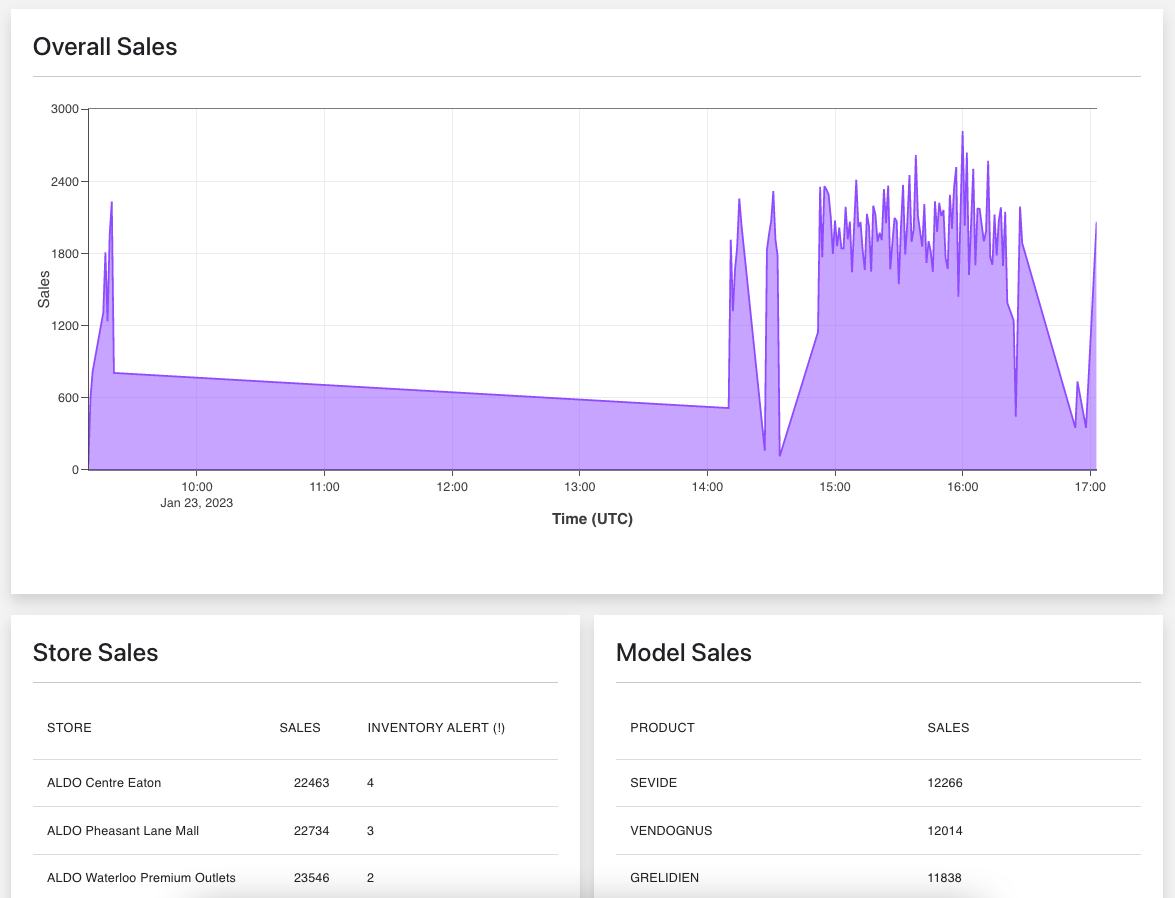 Overall Sales
3000
2400
1800
1200
600
0
Sales
10:00 11:00 12:00 13:00 14:00 15:00 16:00 17:00
Jan 23, 2023
Time (UTC)
Store Sales
STORE SALES INVENTORY ALERT (!)
ALDO Centre Eaton 22463 4
ALDO Pheasant Lane Mall 22734 3
ALDO Waterloo Premium Outlets 23546 2
Model Sales
PRODUCT SALES
SEVIDE 12266
VENDOGNUS 12014
GRELIDIEN 11838